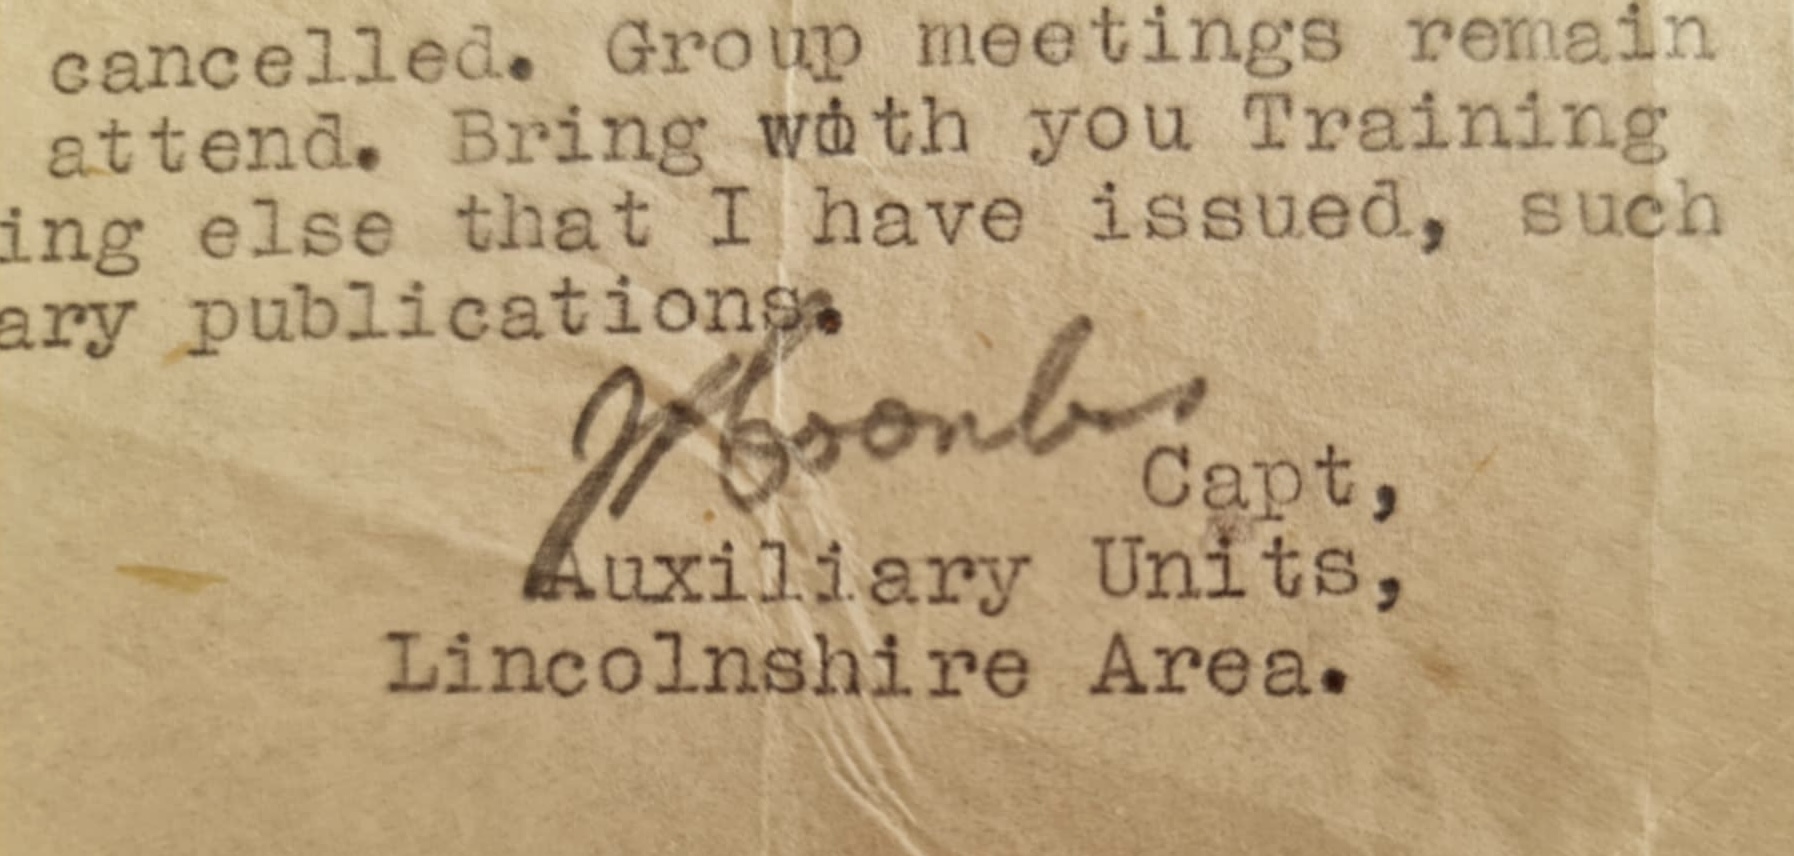 cancelled. Group meetings remain
attend. Bring with you Training
ing else that I have issued, such
ary publications.
Coombs
Capt,
Auxiliary Units,
Lincolnshire Area.